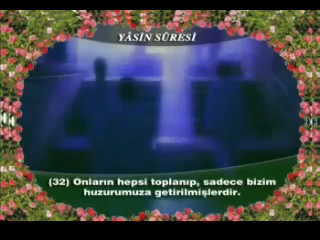 YÂSİN SÛRESİ
(32) Onların hepsi toplanıp, sadece bizim
huzurumuza getirilmişlerdir.